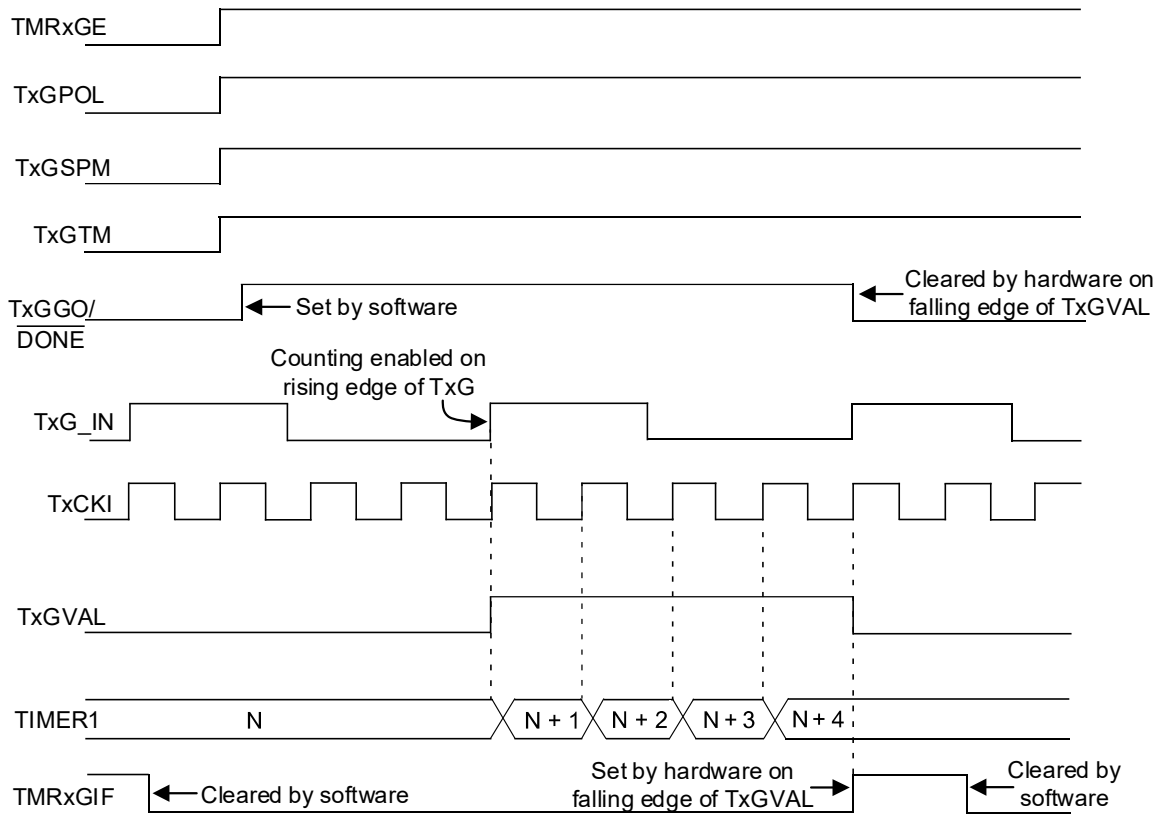 TMRxGE
TxGPOL
TxGSPM
TxGTM
TxGGO/
DONE
Set by software
Cleared by hardware on
falling edge of TxGVAL
Counting enabled on
rising edge of TxG
TxG_IN
TxCKI
TxGVAL
TIMER1
N
N + 1
N + 2
N + 3
N + 4
TMRxGIF
Cleared by software
Set by hardware on
falling edge of TxGVAL
Cleared by
software